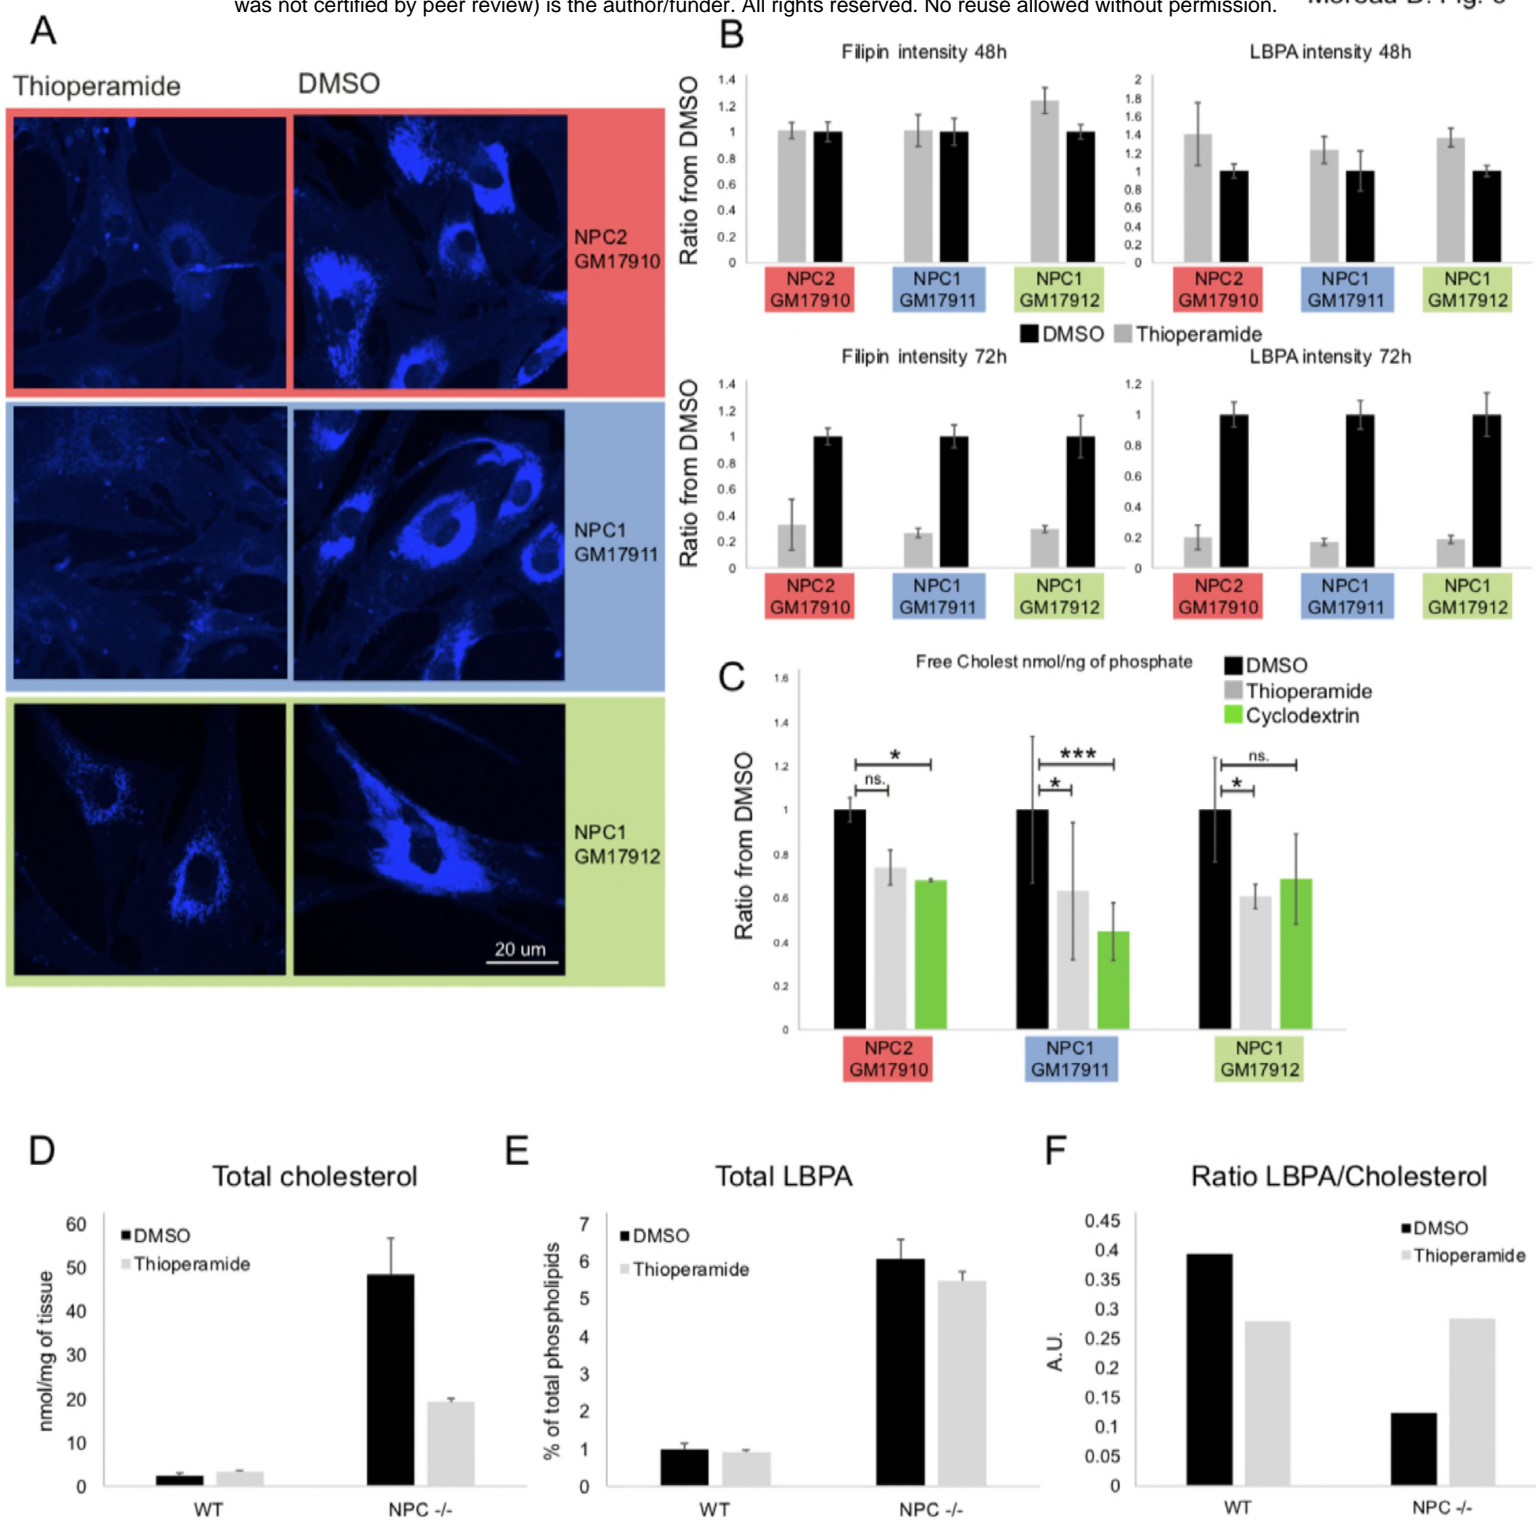 was not certified by peer review) is the author/funder. All rights reserved. No reuse allowed without permission.
A
Thioperamide
DMSO
NPC2
GM17910
NPC1
GM17911
NPC1
GM17912
20 um
B
Filipin intensity 48h
Ratio from DMSO
1.4
1.2
1
0.8
0.6
0.4
0.2
0
NPC2
GM17910
NPC1
GM17911
NPC1
GM17912
LBPA intensity 48h
2
1.8
1.6
1.4
1.2
1
0.8
0.6
0.4
0.2
0
NPC2
GM17910
NPC1
GM17911
NPC1
GM17912
DMSO Thioperamide
Filipin intensity 72h
Ratio from DMSO
1.4
1.2
1
0.8
0.6
0.4
0.2
0
NPC2
GM17910
NPC1
GM17911
NPC1
GM17912
LBPA intensity 72h
1.2
1
0.8
0.6
0.4
0.2
0
NPC2
GM17910
NPC1
GM17911
NPC1
GM17912
C
Free Cholest nmol/ng of phosphate
DMSO
Thioperamide
Cyclodextrin
Ratio from DMSO
1.6
1.4
1.2
1
0.8
0.6
0.4
0.2
0
*
ns.
***
*
ns.
*
NPC2
GM17910
NPC1
GM17911
NPC1
GM17912
D
Total cholesterol
DMSO
Thioperamide
nmol/mg of tissue
60
50
40
30
20
10
0
WT
NPC -/-
E
Total LBPA
DMSO
Thioperamide
% of total phospholipids
7
6
5
4
3
2
1
0
WT
NPC -/-
F
Ratio LBPA/Cholesterol
DMSO
Thioperamide
A.U.
0.45
0.4
0.35
0.3
0.25
0.2
0.15
0.1
0.05
0
WT
NPC -/-